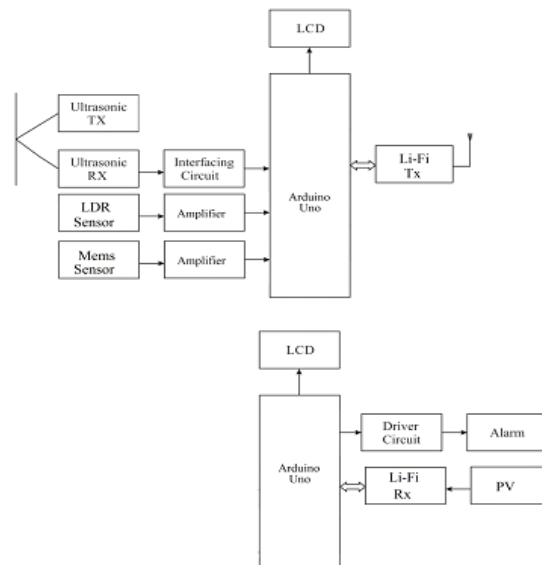 LCD
Ultrasonic
TX
Ultrasonic
RX
Interfacing
Circuit
LDR
Sensor
Amplifier
Mems
Sensor
Amplifier
Arduino
Uno
Li-Fi
Tx
LCD
Arduino
Uno
Driver
Circuit
Alarm
Li-Fi
Rx
PV